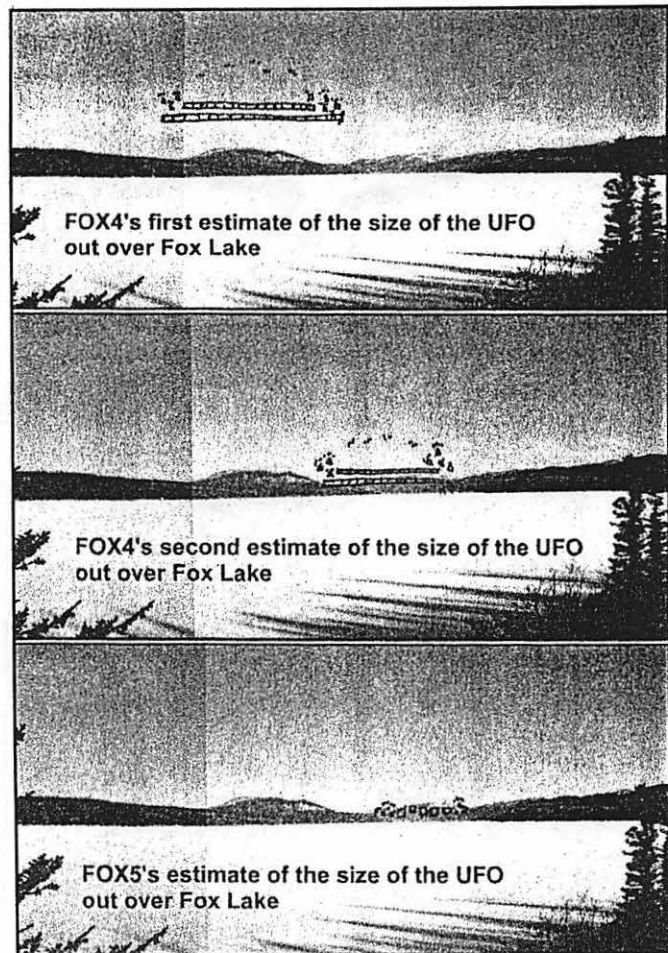 FOX4's first estimate of the size of the UFO
out over Fox Lake
FOX4's second estimate of the size of the UFO
out over Fox Lake
FOX5's estimate of the size of the UFO
out over Fox Lake